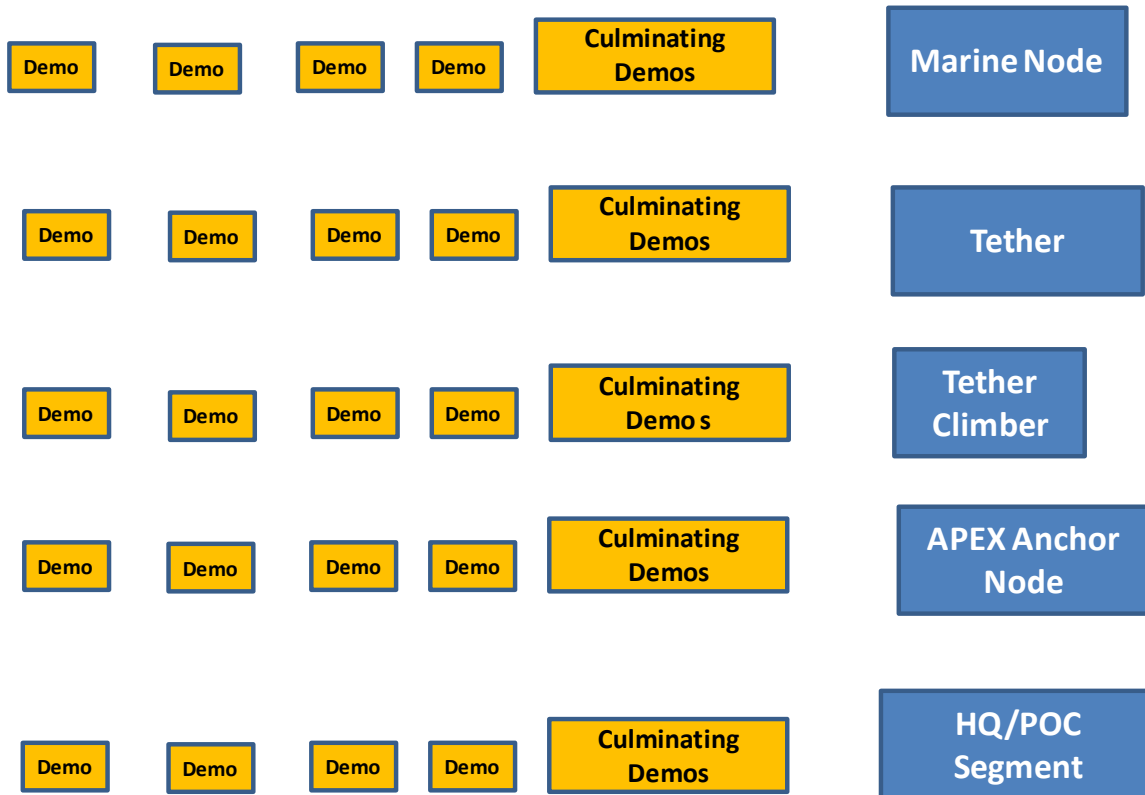 Demo
Demo
Demo
Demo
Culminating
Demos
Marine Node
Demo
Demo
Demo
Demo
Culminating
Demos
Tether
Demo
Demo
Demo
Demo
Culminating
Demo s
Tether
Climber
Demo
Demo
Demo
Demo
Culminating
Demos
APEX Anchor
Node
Demo
Demo
Demo
Demo
Culminating
Demos
HQ/POC
Segment